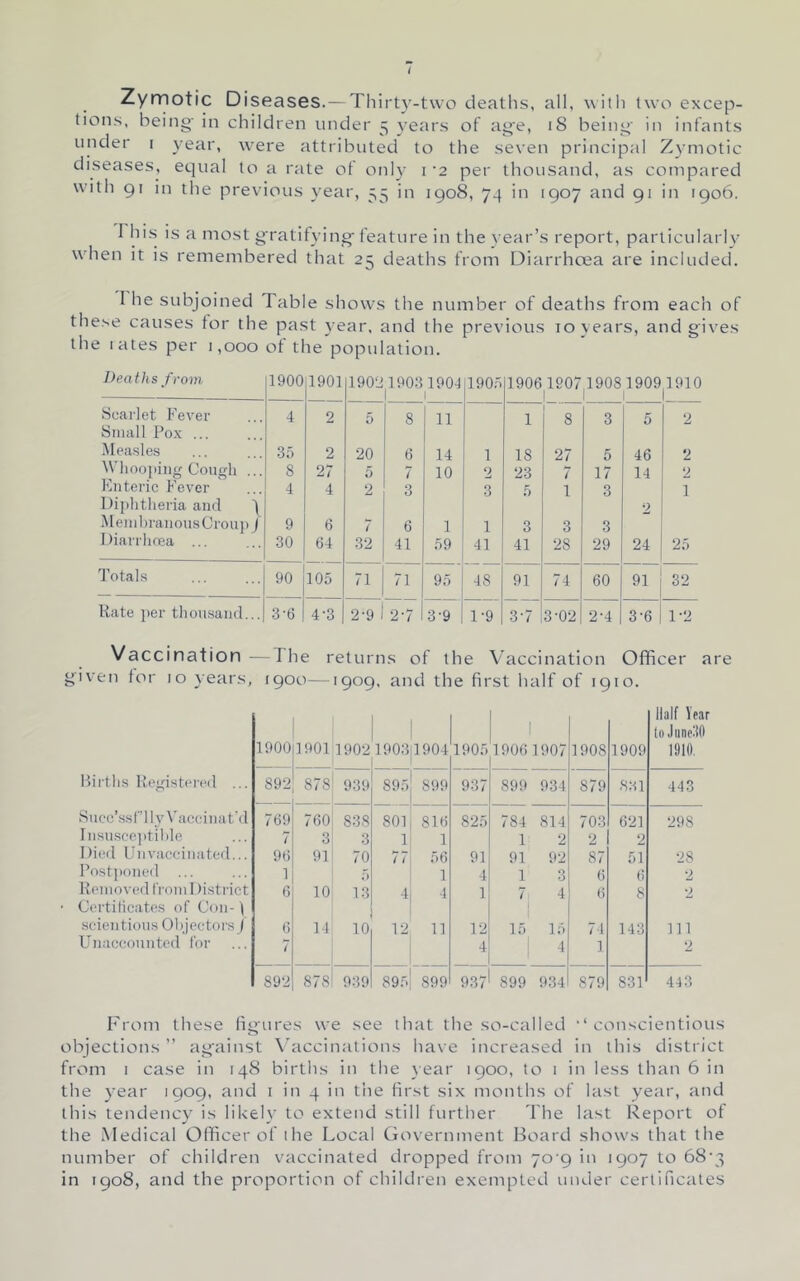 7
Zymotic Diseases.—Thirty-two deaths, all, with two excep-
tions, being in children under 5 years of age, 18 being in infants
under 1 year, were attributed to the seven principal Zymotic
diseases, equal to a rate of only 1·2 per thousand, as compared
with 91 in the previous year, 55 in 1908, 74 in 1907 and 91 in 1906.
This is a most gratifying feature in the year's report, particularly
when it is remembered that 25 deaths from Diarrhœa are included.
The subjoined Table shows the number of deaths from each of
these causes for the past year, and the previous 10 years, and gives
the rates per 1,000 of the population.
Deaths from 1900 1901 1902 1903 1904 1905 1906 1907 1908 1909 1910
Scarlet Fever ... 4 2 5 8 11 1 8 3 5 2
Small Pox ... ...
Measles ... ... 35 2 20 6 14 1 18 27 5 46 2
Whooping Cough ... 8 27 5 7 10 2 23 7 17 14 2
Enteric Fever ... 4 4 2 3 3 5 1 3 1
Diphtheria and } 2
Membranous Croup } 9 6 7 6 1 1 3 3 3
Diarrhœa ... ... 30 64 32 41 59 41 41 28 29 24 25
Totals ... ... 90 105 71 71 95 48 91 74 60 91 32
Rate per thousand... 3·6 4·3 2·9 2·7 3·9 1·9 3·7 3·02 2·4 3·6 1·2
Vaccination—The returns of the Vaccination Officer are
given for 10 years, 1900—1909, and the first half of 1910.
Half Year
to June 30
1900 1901 1902 1903 1904 1905 1906 1907 1908 1909 1910.
Births Registered ... 892 878 939 895 899 937 899 934 879 831 443
Succ'ssf'lly Vaccinat'd 769 760 838 801 816 825 784 814 703 621 298
Insusceptible ... 7 3 3 1 1 1 2 2 2
Died Unvaccinated... 96 91 70 77 56 91 91 92 87 51 28
Postponed ... ... 1 5 1 4 1 3 6 6 2
Removed from District 6 10 13 4 4 1 7 4 6 8 2
Certificates of Con- }
scientious Objectors } 6 14 10 12 11 12 15 15 74 143 111
Unaccounted for ... 7 4 4 1 2
892 878 939 895 899 937 899 934 879 831 443
From these figures we see that the so-called "conscientious
objections" against Vaccinations have increased in this district
from 1 case in 148 births in the year 1900, to 1 in less than 6 in
the year 1909, and 1 in 4 in the first six months of last year, and
this tendency is likely to extend still further The last Report of
the Medical Officer of the Local Government Board shows that the
number of children vaccinated dropped from 70·9 in 1907 to 68·3
in 1908, and the proportion of children exempted under certificates